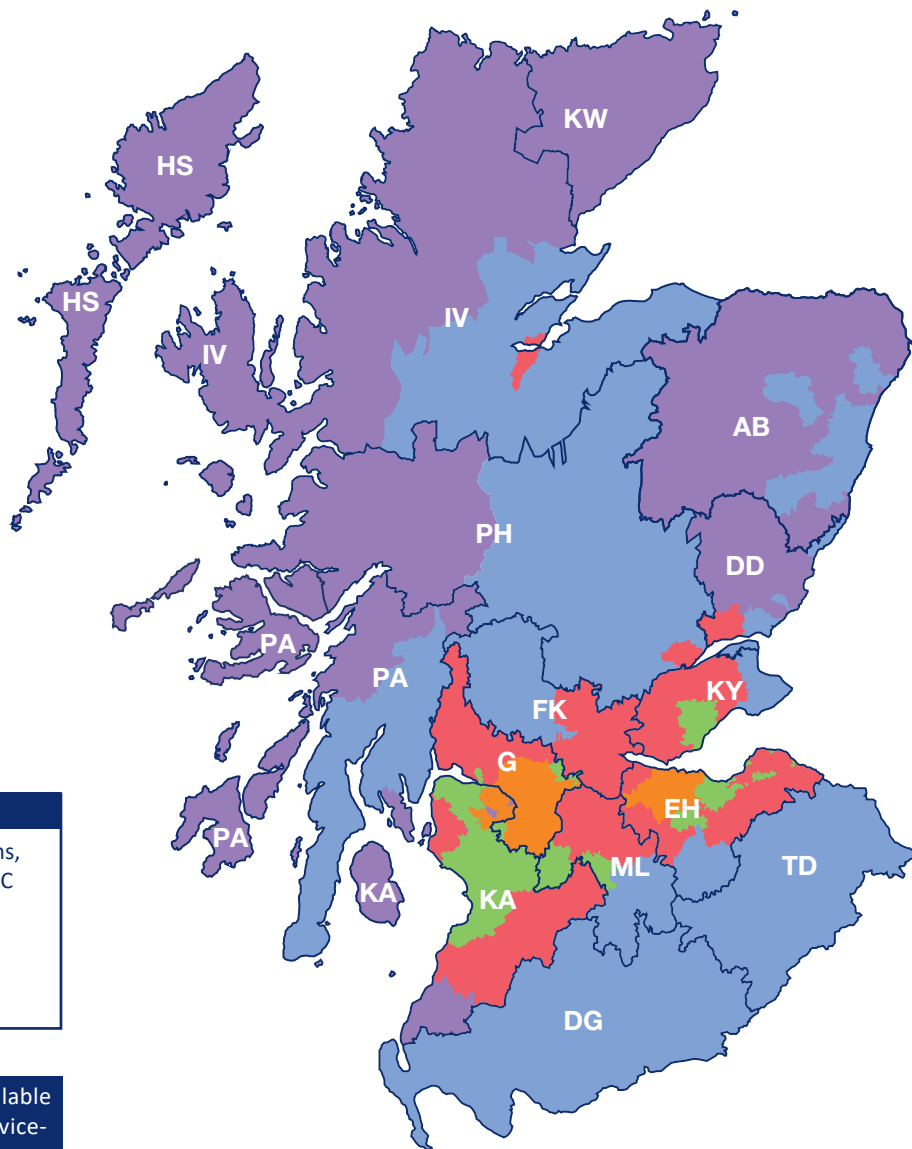 KW
HS
HS
IV
IV
AB
PH
DD
PA
PA
KY
FK
G
EH
PA
ML
TD
KA
KA
DG
ns,
C
lable
vice-